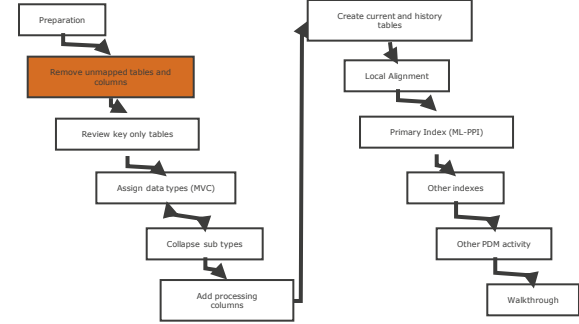 Preparation
Remove unmapped tables and
columns
Review key only tables
Assign data types (MVC)
Collapse sub types
Add processing
columns
Create current and history
tables
Local Alignment
Primary Index (ML-PPI)
Other indexes
Other PDM activity
Walkthrough